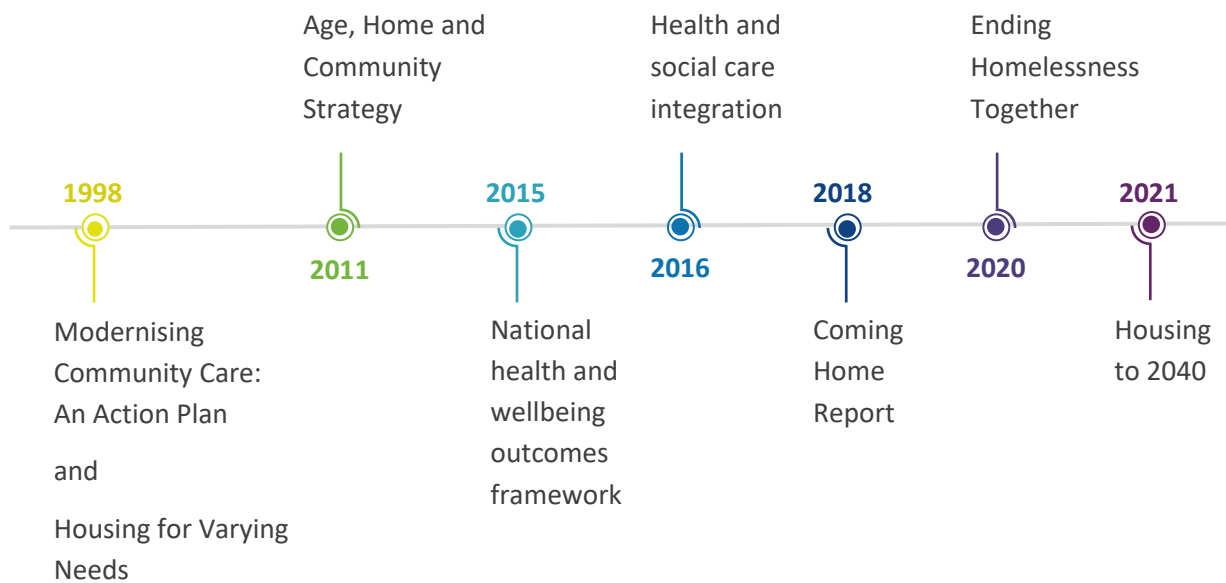 Age, Home and
Community
Strategy
Health and
social care
integration
Ending
Homelessness
Together
1998
2015
2018
2021
2011
2016
2020
Modernising
Community Care:
An Action Plan
and
Housing for Varying
Needs
National
health and
wellbeing
outcomes
framework
Coming
Home
Report
Housing
to 2040